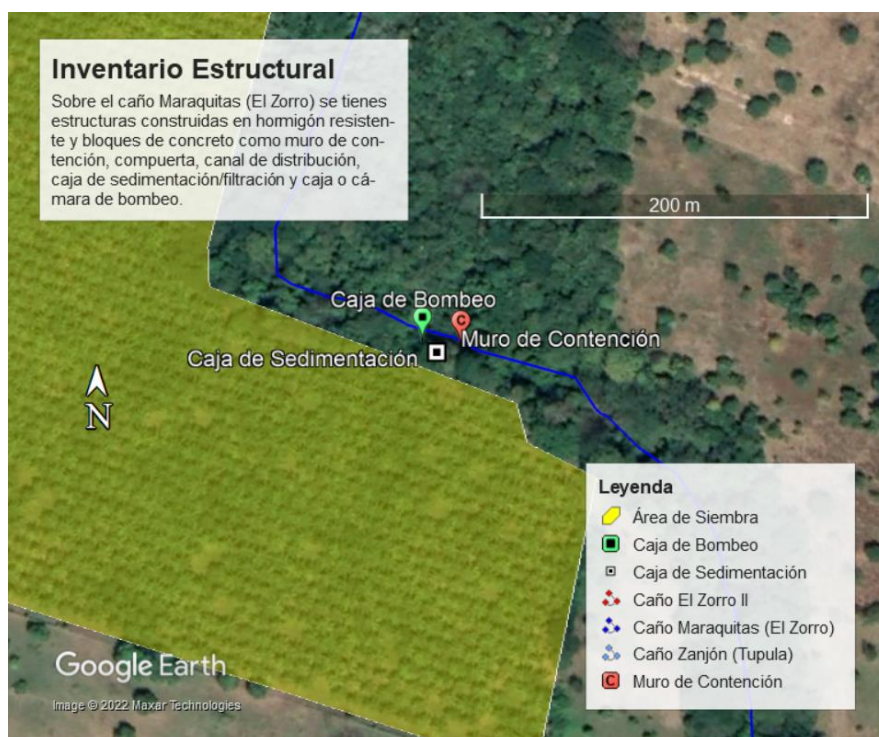 Inventario Estructural
Sobre el caño Maraquitas (El Zorro) se tienes
estructuras construidas en hormigón resisten-
te y bloques de concreto como muro de con-
tención, compuerta, canal de distribución,
caja de sedimentación/filtración y caja o cá-
mara de bombeo.
200 m
Caja de Bombeo
C
Muro de Contención
Caja de Sedimentación
N
Leyenda
Área de Siembra
Caja de Bombeo
Caja de Sedimentación
Caño El Zorro II
Caño Maraquitas (El Zorro)
Caño Zanjón (Tupula)
C Muro de Contención
Google Earth
Image © 2022 Maxar Technologies